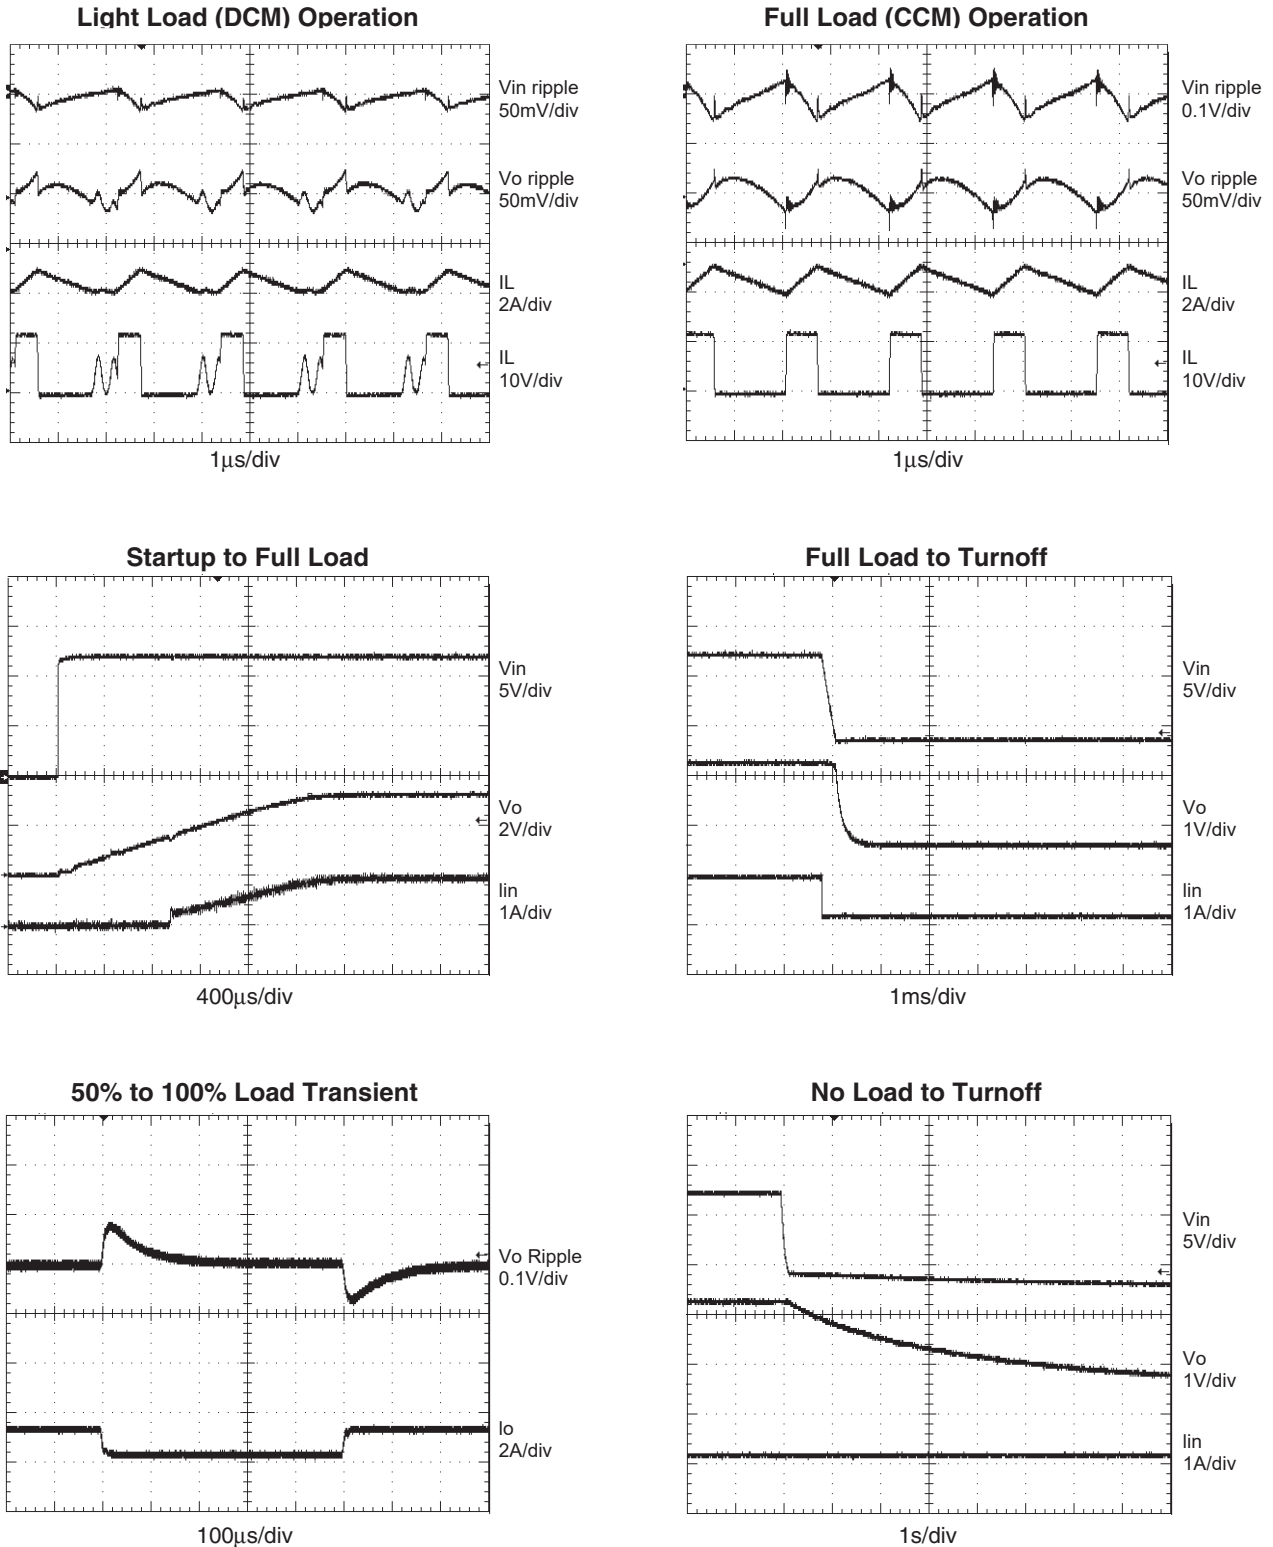 Light Load (DCM) Operation
Vin ripple
50mV/div
Vo ripple
50mV/div
IL
2A/div
IL
10V/div
1μs/div
Full Load (CCM) Operation
Vin ripple
0.1V/div
Vo ripple
50mV/div
IL
2A/div
IL
10V/div
1μs/div
Startup to Full Load
Vin
5V/div
Vo
2V/div
Iin
1A/div
400μs/div
Full Load to Turnoff
Vin
5V/div
Vo
1V/div
Iin
1A/div
1ms/div
50% to 100% Load Transient
Vo Ripple
0.1V/div
Io
2A/div
100μs/div
No Load to Turnoff
Vin
5V/div
Vo
1V/div
Iin
1A/div
1s/div